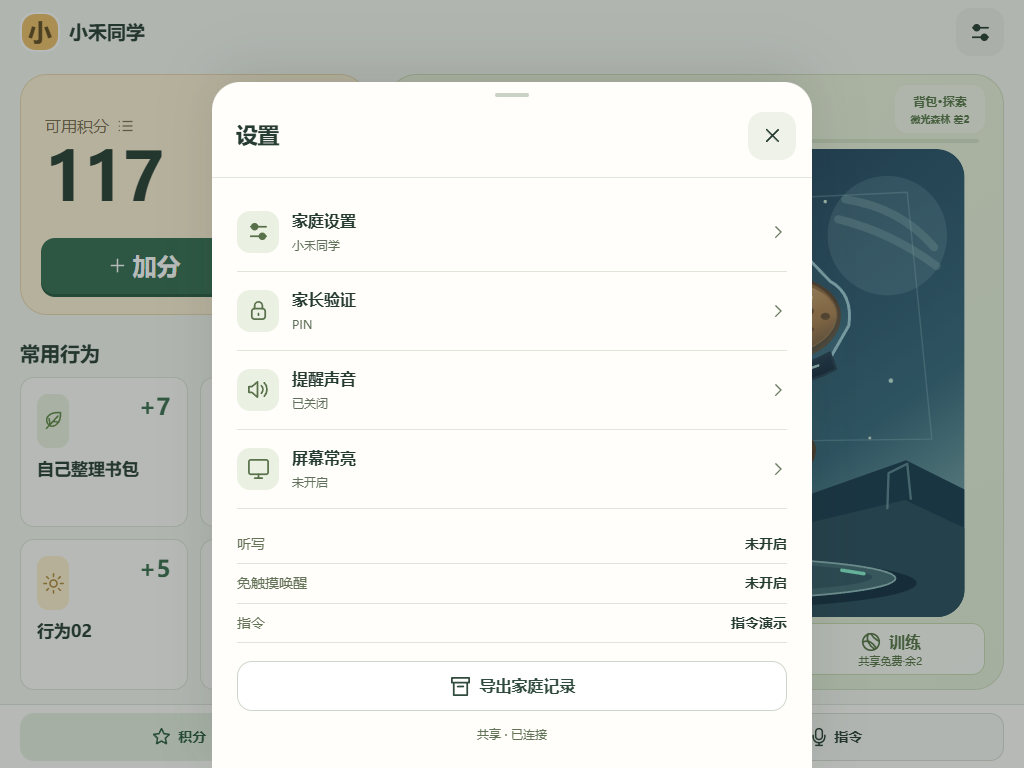 小 小禾同学
可用积分
117
+ 加分
背包•探索
微光森林 差2
常用行为
+7
自己整理书包
+5
行为02
训练
共享免费·余2
积分
指令
设置
家庭设置
小禾同学
家长验证
PIN
提醒声音
已关闭
屏幕常亮
未开启
听写 未开启
免触摸唤醒 未开启
指令 指令演示
导出家庭记录
共享 · 已连接